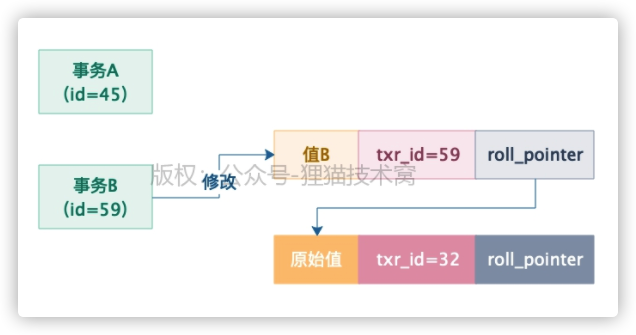 事务A
(id=45)
值B
txr_id=59
roll_pointer
版权：公众号-狸猫技术窝
修改
事务B
(id=59)
原始值
txr_id=32
roll_pointer